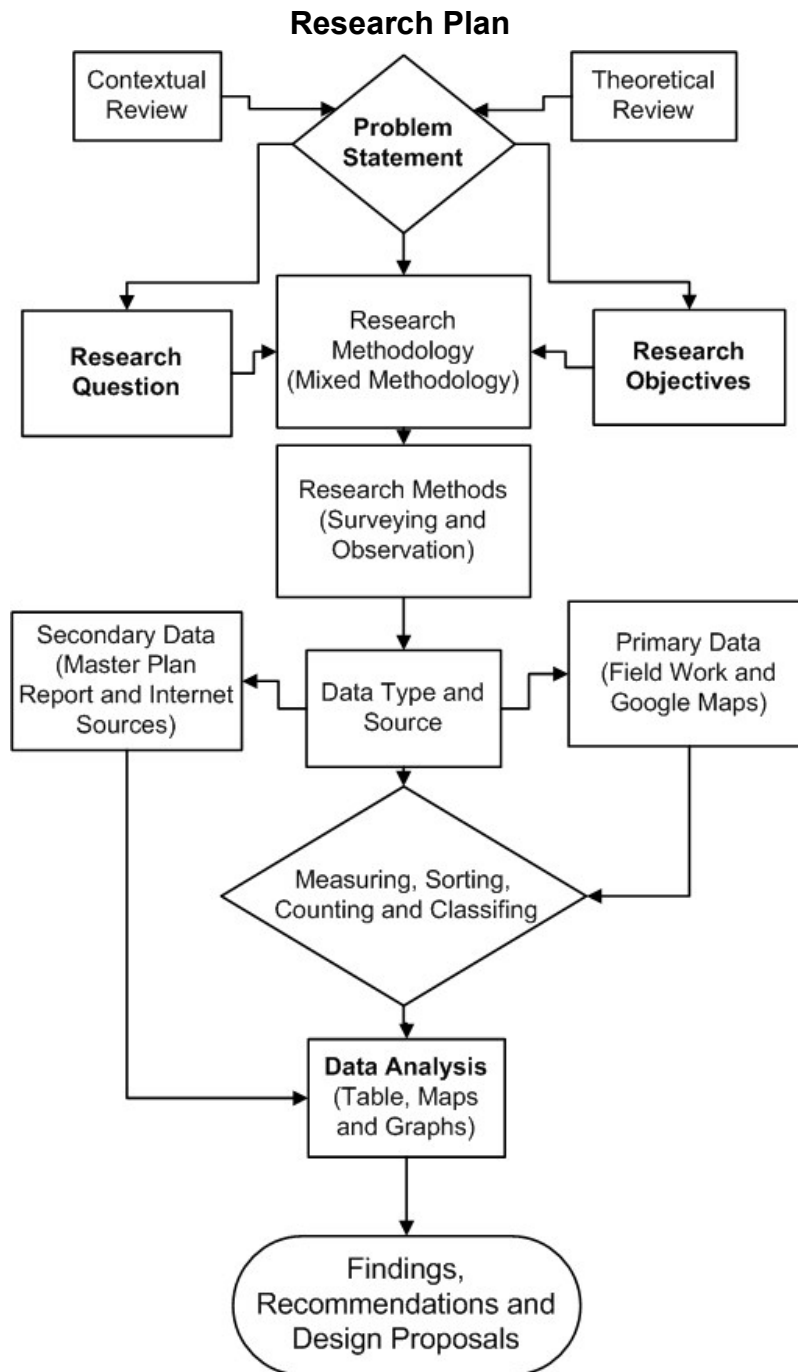 Research Plan
Contextual
Review
Theoretical
Review
Problem
Statement
Research
Question
Research
Methodology
(Mixed Methodology)
Research
Objectives
Research Methods
(Surveying and
Observation)
Secondary Data
(Master Plan
Report and Internet
Sources)
Data Type and
Source
Primary Data
(Field Work and
Google Maps)
Measuring, Sorting,
Counting and Classifing
Data Analysis
(Table, Maps
and Graphs)
Findings,
Recommendations and
Design Proposals